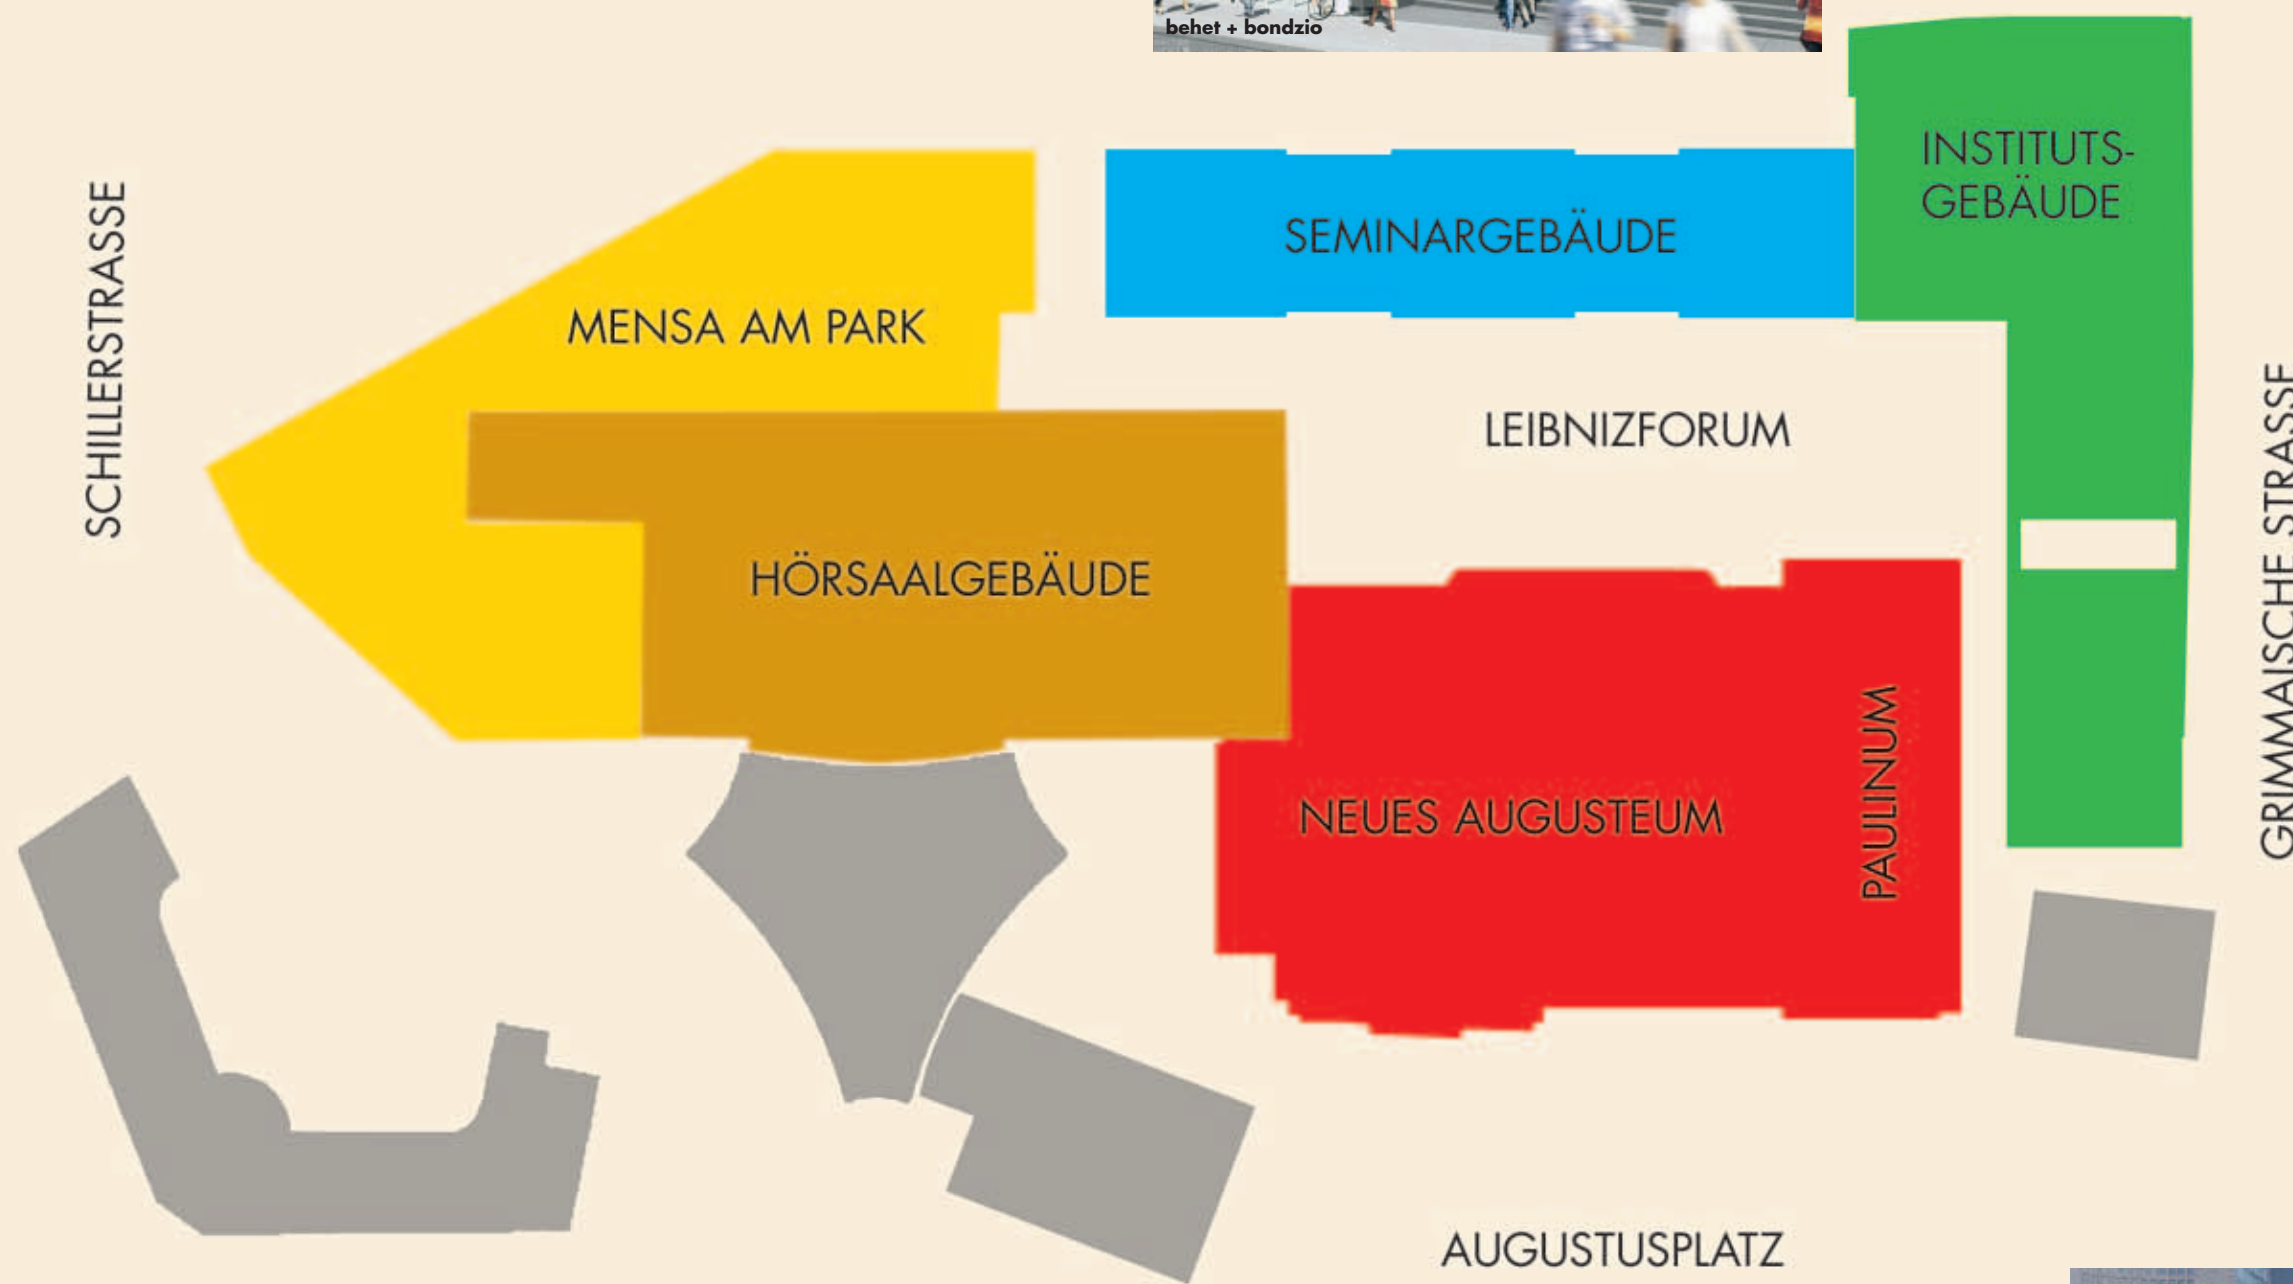 behet + bondzio
INSTITUTS-
GEBÄUDE
SCHILLERSTRASSE
SEMINARGEBÄUDE
MENSA AM PARK
LEIBNIZFORUM
GRIMMAISCHE STRASSE
HÖRSAALGEBÄUDE
NEUES AUGUSTEUM
PAULINUM
AUGUSTUSPLATZ